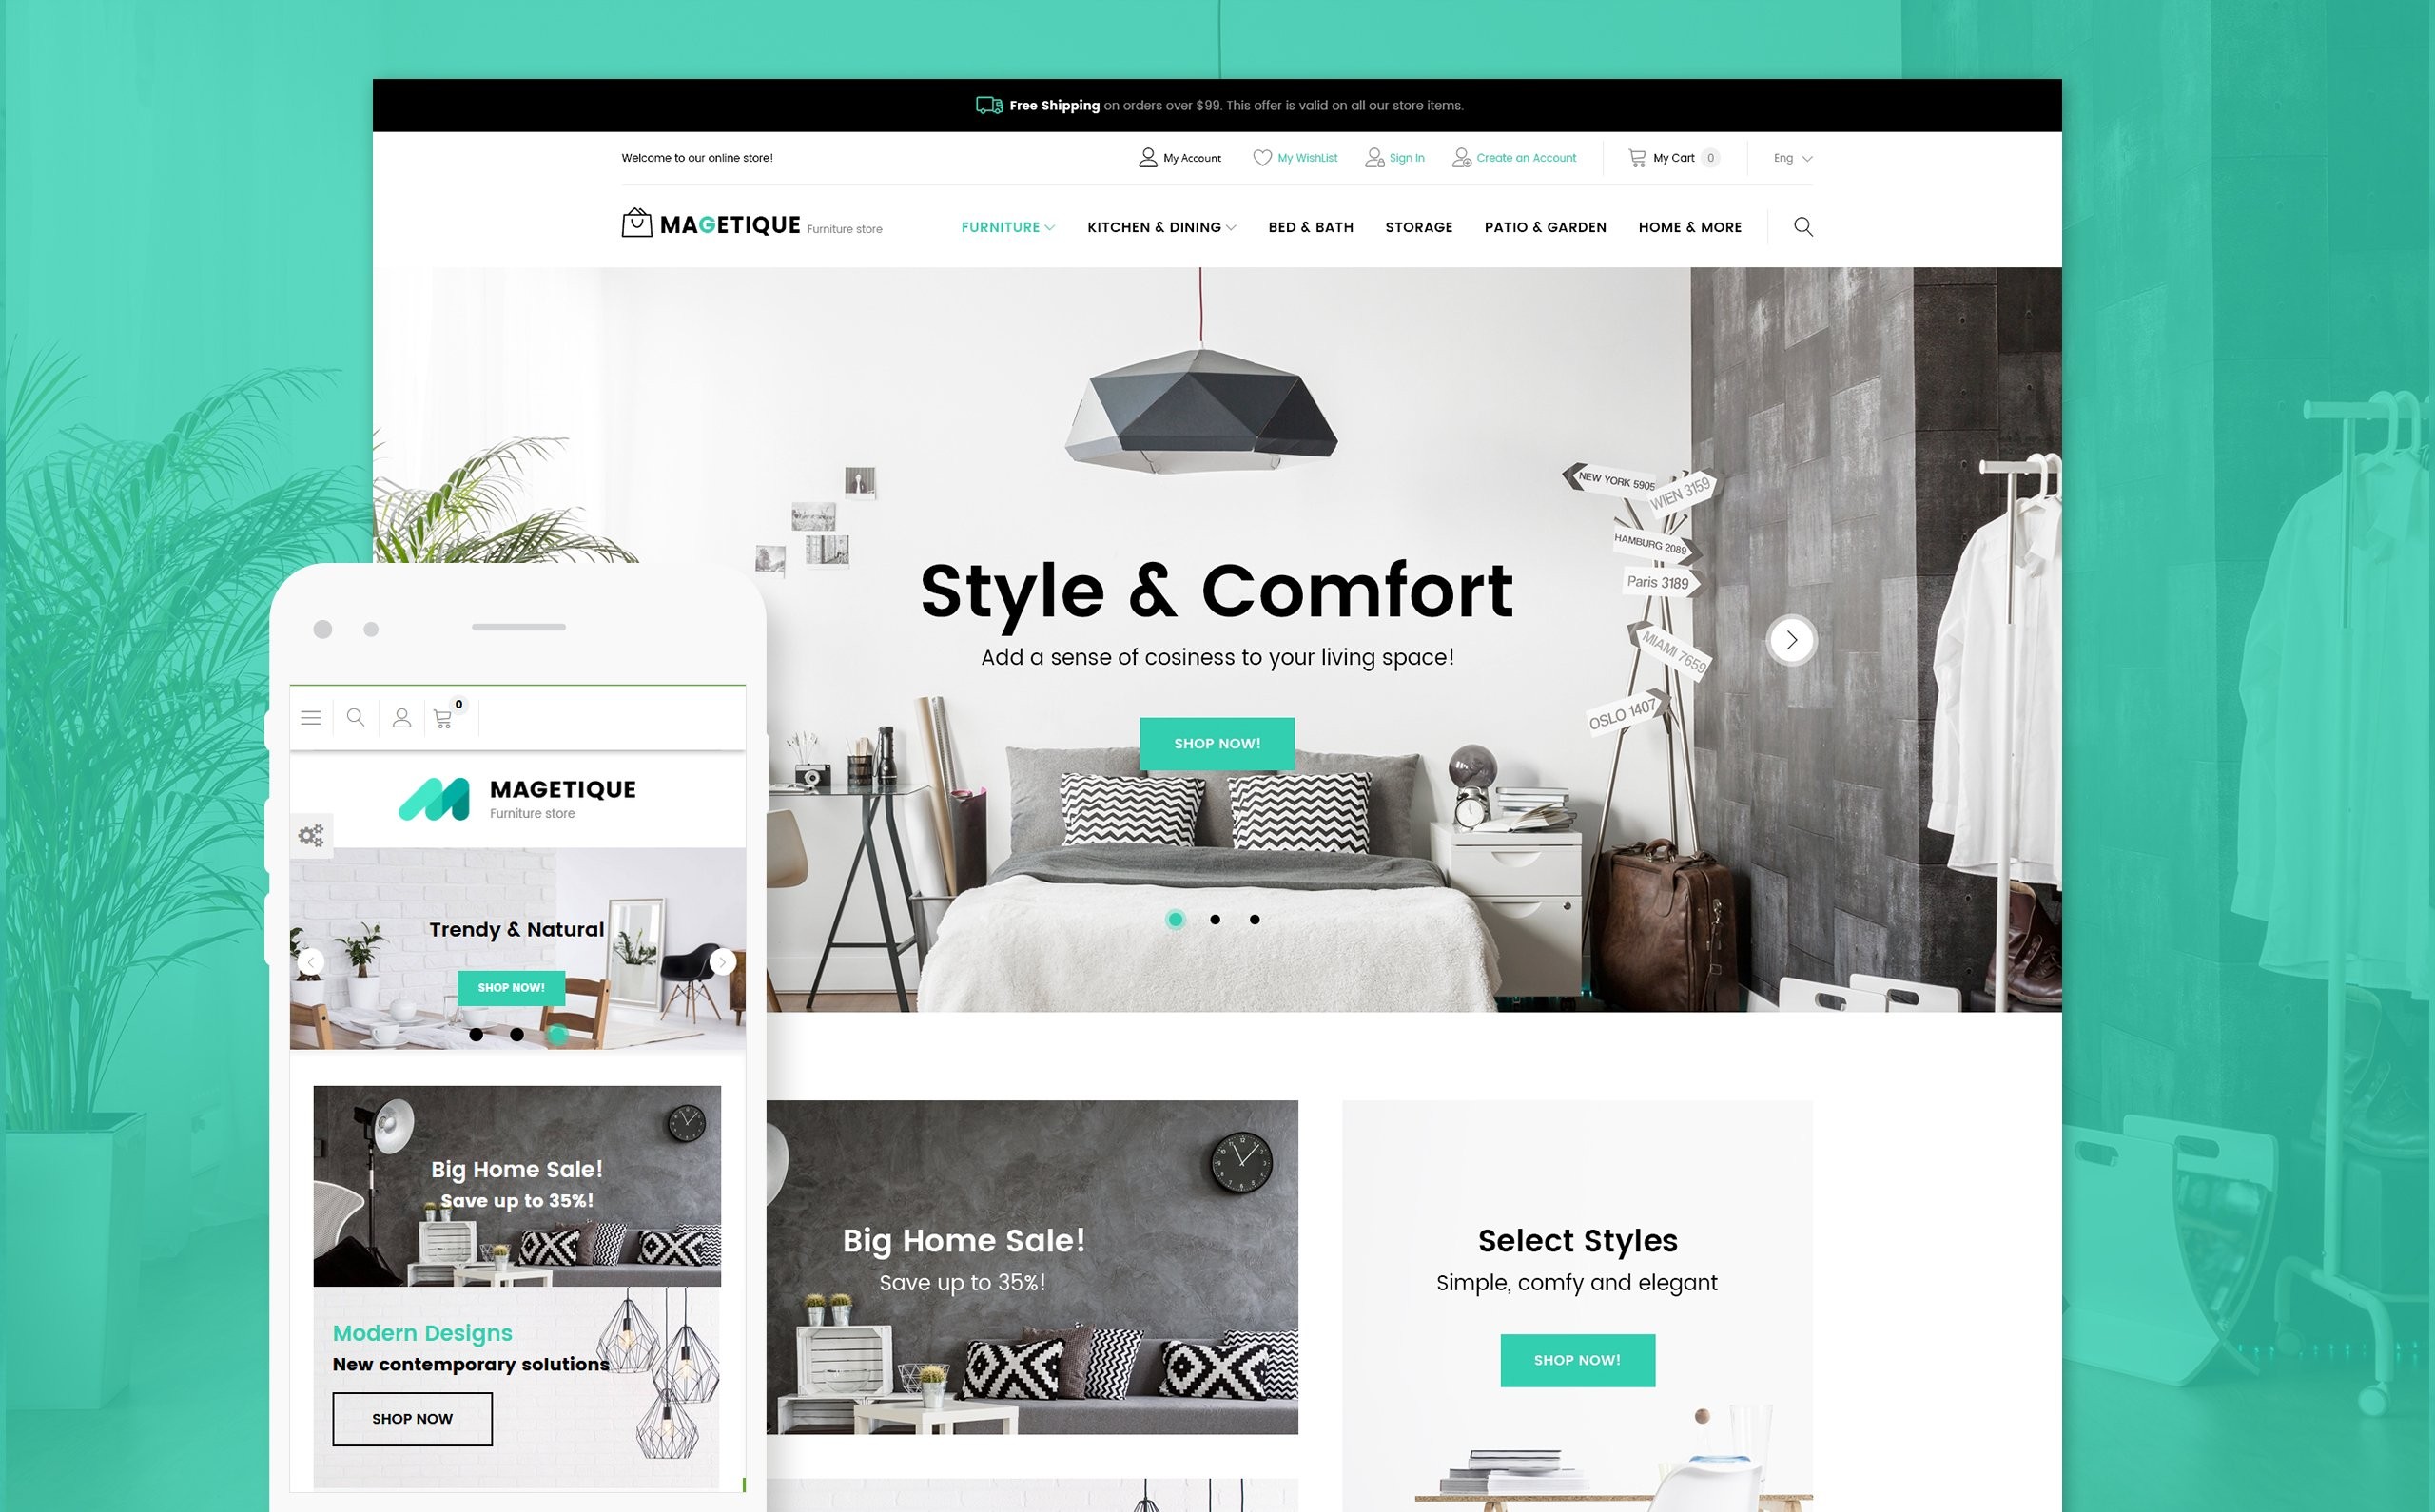 Free Shipping on orders over $99. This offer is valid on all our store items.
Welcome to our online store!
My Account
My WishList
Sign In
Create an Account
My Cart 0
Eng
MAGETIQUE Furniture store
FURNITURE
KITCHEN & DINING
BED & BATH
STORAGE
PATIO & GARDEN
HOME & MORE
NEW YORK 5905
WIEN 3159
HAMBURG 2089
Paris 3189
MIAMI 7659
OSLO 1407
Style & Comfort
Add a sense of cosiness to your living space!
SHOP NOW!
Big Home Sale!
Save up to 35%!
Select Styles
Simple, comfy and elegant
SHOP NOW!
0
MAGETIQUE
Furniture store
Trendy & Natural
SHOP NOW!
Big Home Sale!
Save up to 35%!
Modern Designs
New contemporary solutions
SHOP NOW